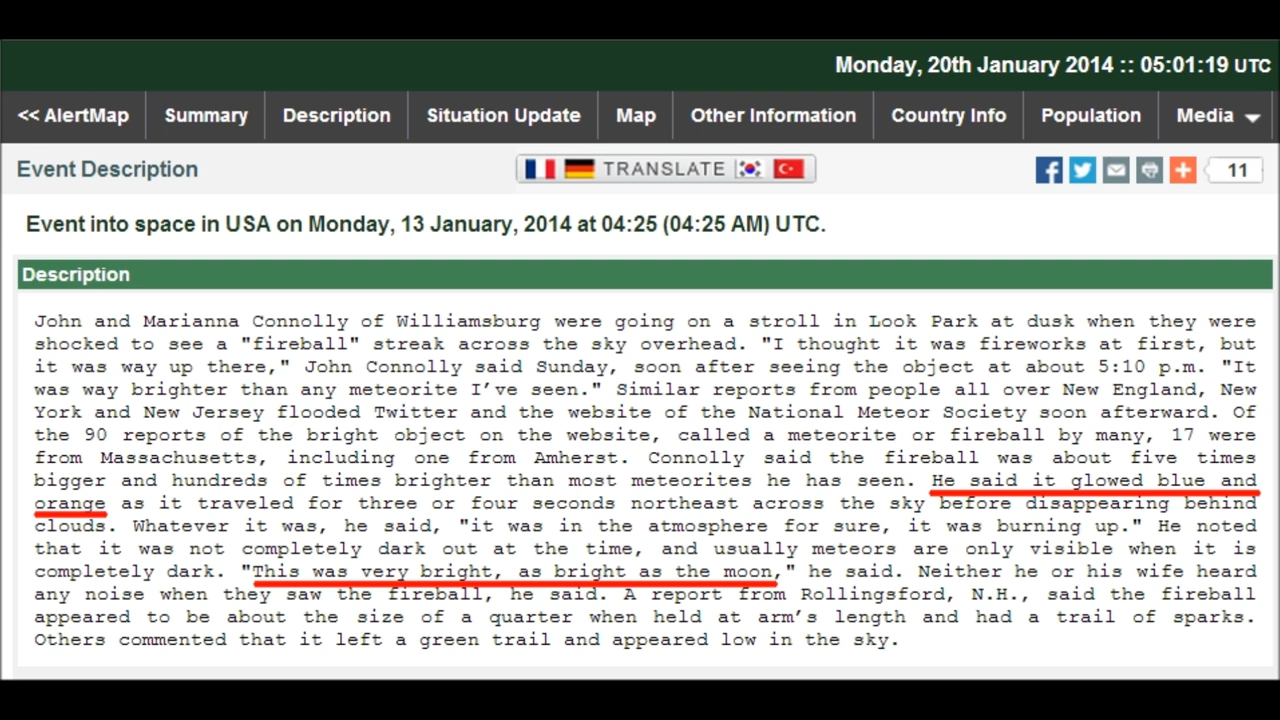 Monday, 20th January 2014 :: 05:01:19 UTC
<< AlertMap Summary Description Situation Update Map Other Information Country Info Population Media
Event Description TRANSLATE 11
Event into space in USA on Monday, 13 January, 2014 at 04:25 (04:25 AM) UTC.
Description
John and Marianna Connolly of Williamsburg were going on a stroll in Look Park at dusk when they were
shocked to see a "fireball" streak across the sky overhead. "I thought it was fireworks at first, but
it was way up there," John Connolly said Sunday, soon after seeing the object at about 5:10 p.m. "It
was way brighter than any meteorite I’ve seen." Similar reports from people all over New England, New
York and New Jersey flooded Twitter and the website of the National Meteor Society soon afterward. Of
the 90 reports of the bright object on the website, called a meteorite or fireball by many, 17 were
from Massachusetts, including one from Amherst. Connolly said the fireball was about five times
bigger and hundreds of times brighter than most meteorites he has seen. He said it glowed blue and
orange as it traveled for three or four seconds northeast across the sky before disappearing behind
clouds. Whatever it was, he said, "it was in the atmosphere for sure, it was burning up." He noted
that it was not completely dark out at the time, and usually meteors are only visible when it is
completely dark. "This was very bright, as bright as the moon," he said. Neither he or his wife heard
any noise when they saw the fireball, he said. A report from Rollingsford, N.H., said the fireball
appeared to be about the size of a quarter when held at arm’s length and had a trail of sparks.
Others commented that it left a green trail and appeared low in the sky.